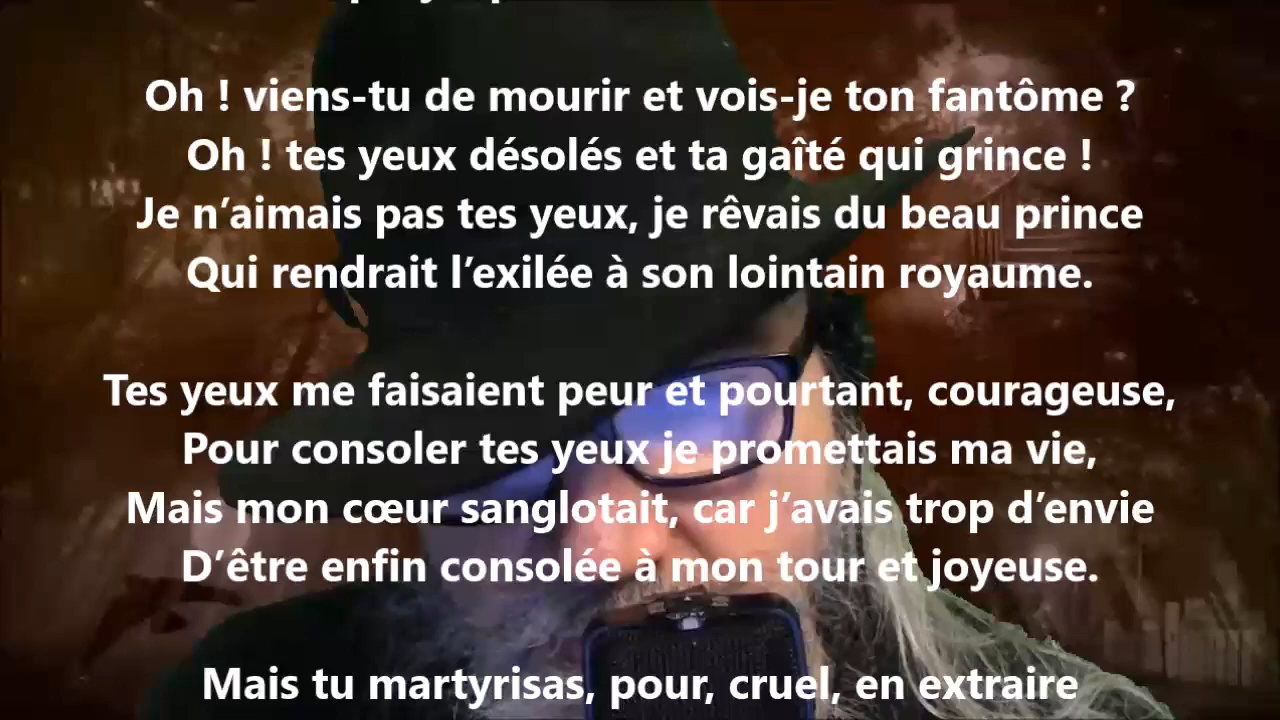 Oh ! viens-tu de mourir et vois-je ton fantôme ?
Oh ! tes yeux désolés et ta gaîté qui grince !
Je n’aimais pas tes yeux, je rêvais du beau prince
Qui rendrait l’exilée à son lointain royaume.
Tes yeux me faisaient peur et pourtant, courageuse,
Pour consoler tes yeux je promettais ma vie,
Mais mon cœur sanglotait, car j’avais trop d’envie
D’être enfin consolée à mon tour et joyeuse.
Mais tu martyrisas, pour, cruel, en extraire